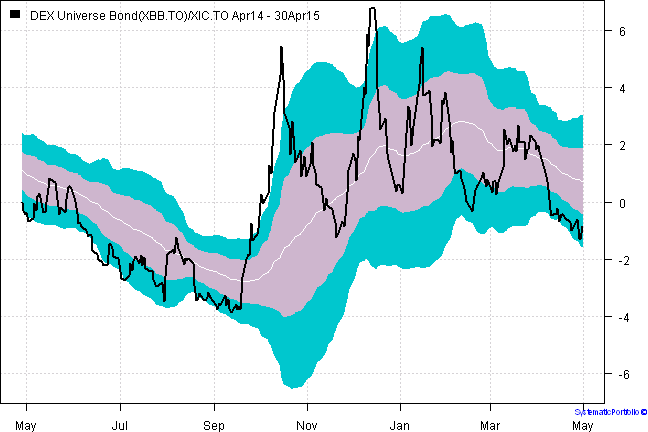 DEX Universe Bond(XBB.TO)/XIC.TO Apr14 - 30Apr15
6
4
2
0
-2
-4
-6
May Jul Sep Nov Jan Mar May
SystematicPortfolio ©